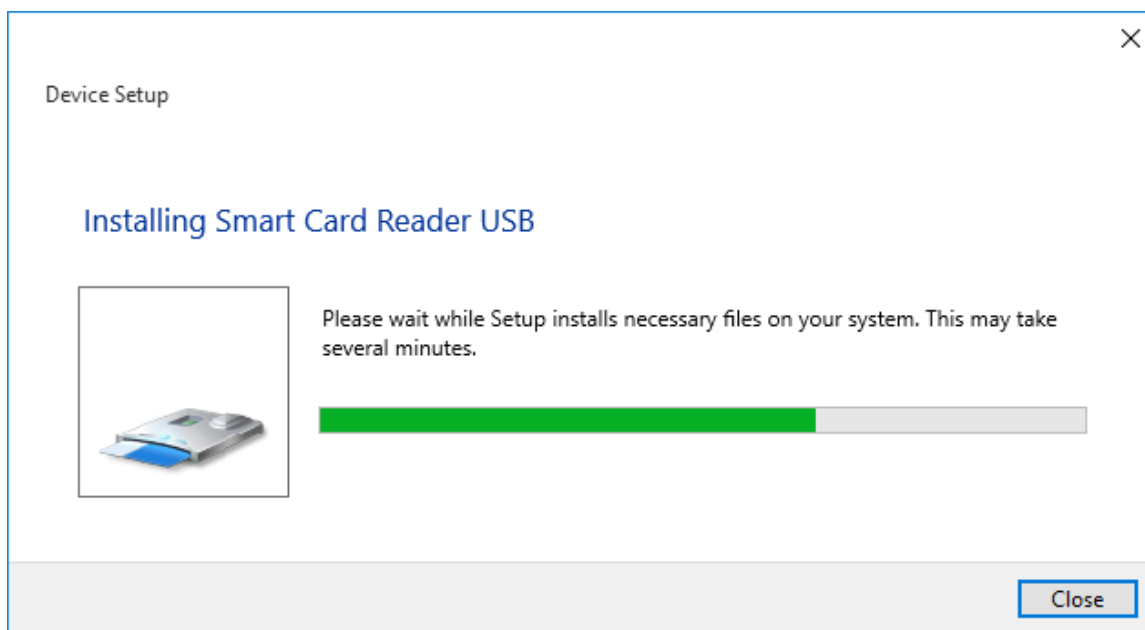 Device Setup
Installing Smart Card Reader USB
Please wait while Setup installs necessary files on your system. This may take
several minutes.
Close